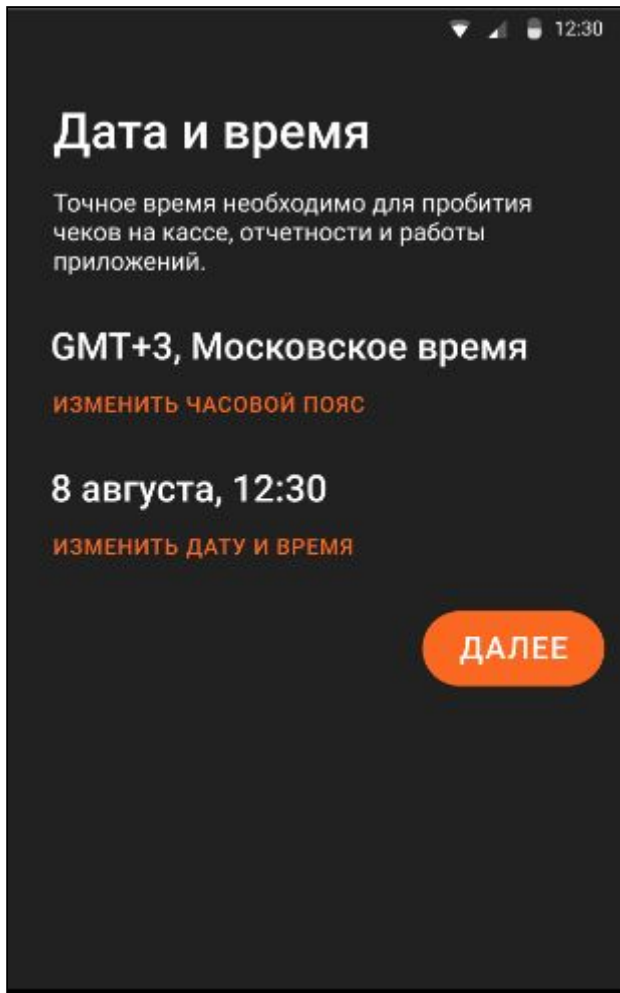 12:30
Дата и время
Точное время необходимо для пробития
чеков на кассе, отчетности и работы
приложений.
GMT+3, Московское время
ИЗМЕНИТЬ ЧАСОВОЙ ПОЯС
8 августа, 12:30
ИЗМЕНИТЬ ДАТУ И ВРЕМЯ
ДАЛЕЕ